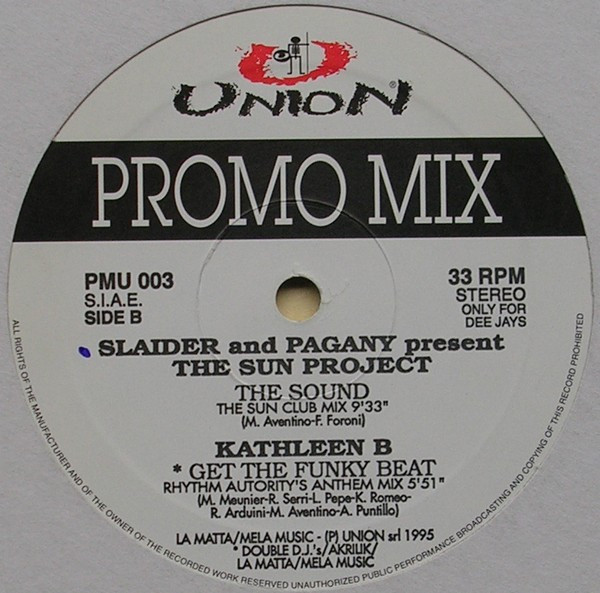 UNION
PROMO MIX
PMU 003
S.I.A.E.
SIDE B
33 RPM
STEREO
ONLY FOR
DEE JAYS
SLAIDER and PAGANY present
THE SUN PROJECT
THE SOUND
THE SUN CLUB MIX 9'33"
(M. Aventino-F. Foroni)
KATHLEEN B
* GET THE FUNKY BEAT
RHYTHM AUTORITY'S ANTHEM MIX 5'51"
(M. Meunier-R. Serri-L. Pepe-K. Romeo-
R. Arduini-M. Aventino-A. Puntillo)
LA MATTA/MELA MUSIC - (P) UNION srl 1995
* DOUBLE D.J.'s/AKRILIK/
LA MATTA/MELA MUSIC
ALL RIGHTS OF THE MANUFACTURER AND OF THE OWNER OF THE RECORDED WORK RESERVED UNAUTHORIZED PUBLIC PERFORMANCE BROADCASTING AND COPYING OF THIS RECORD PROHIBITED